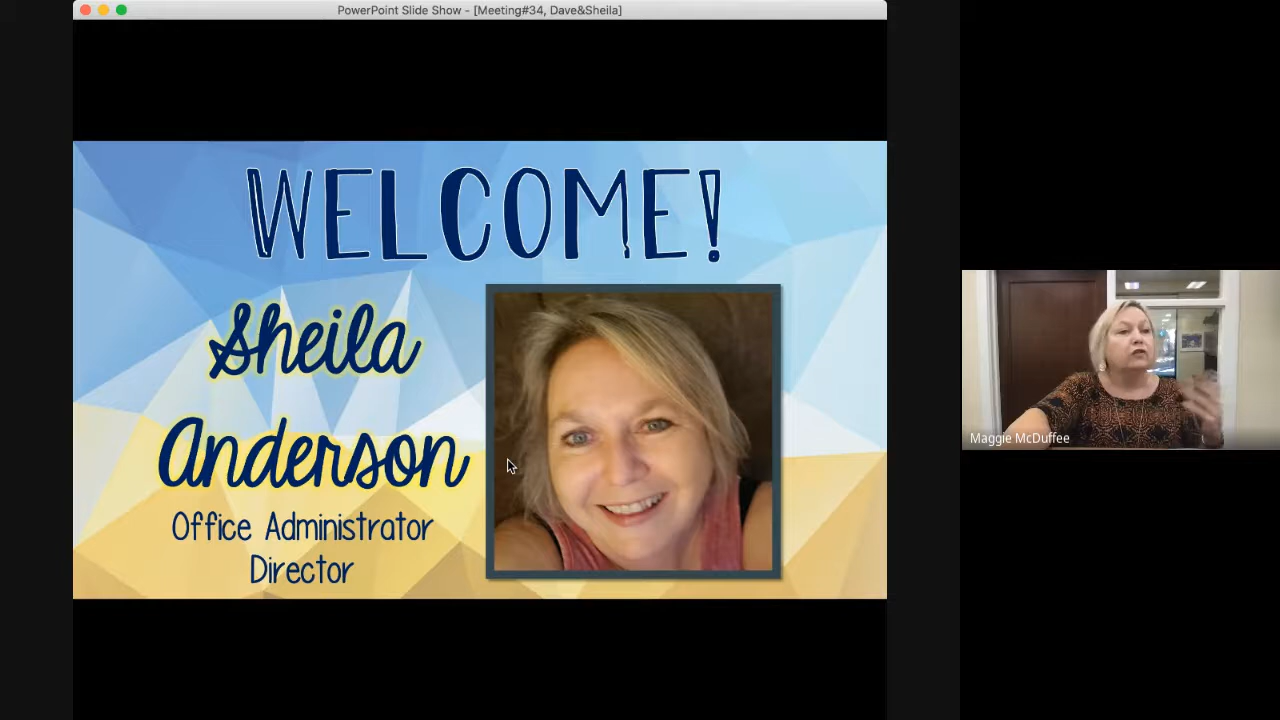 PowerPoint Slide Show - [Meeting#34, Dave&Sheila]
WELCOME!
Sheila
Anderson
Office Administrator
Director
Maggie McDuffee